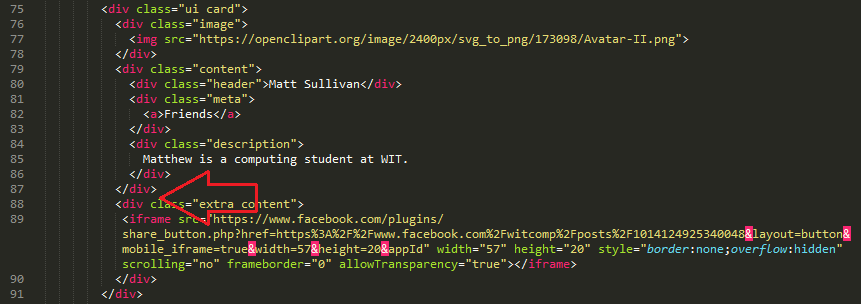 75 <div class="ui card">
76 <div class="image">
77 <img src="https://openclipart.org/image/2400px/svg_to_png/173098/Avatar-II.png">
78 </div>
79 <div class="content">
80 <div class="header">Matt Sullivan</div>
81 <div class="meta">
82 <a>Friends</a>
83 </div>
84 <div class="description">
85 Matthew is a computing student at WIT.
86 </div>
87 </div>
88 <div class="extra content">
89 <iframe src="https://www.facebook.com/plugins/
share_button.php?href=https%3A%2F%2Fwww.facebook.com%2Fwitcomp%2Fposts%2F1014124925340048&layout=button&
mobile_iframe=true&width=57&height=20&appId" width="57" height="20" style="border:none;overflow:hidden"
scrolling="no" frameborder="0" allowTransparency="true"></iframe>
90 </div>
91 </div>